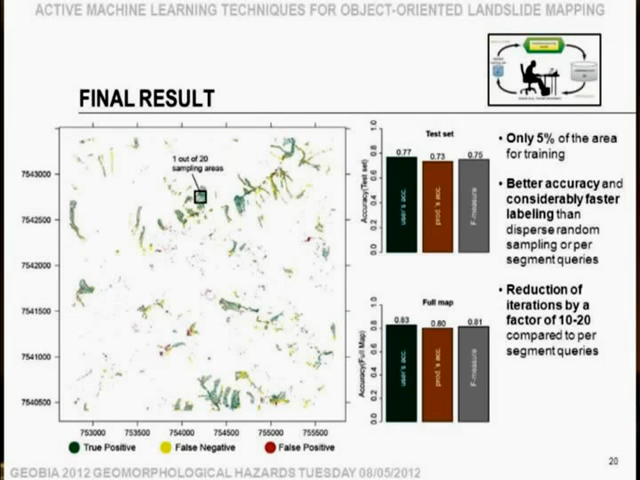 ACTIVE MACHINE LEARNING TECHNIQUES FOR OBJECT-ORIENTED LANDSLIDE MAPPING
FINAL RESULT
1 out of 20
sampling areas
7543000
7542500
7542000
7541500
7541000
7540500
753000 753500 754000 754500 755000 755500
True Positive False Negative False Positive
Test set
Accuracy(Test set)
0.0 0.2 0.4 0.6 0.8 1.0
0.77 0.73 0.75
user's acc. prod.'s acc. F-measure
Full map
Accuracy(Full Map)
0.0 0.2 0.4 0.6 0.8 1.0
0.83 0.80 0.81
user's acc. prod.'s acc. F-measure
• Only 5% of the area
for training
• Better accuracy and
considerably faster
labeling than
disperse random
sampling or per
segment queries
• Reduction of
iterations by a
factor of 10-20
compared to per
segment queries
20
GEOBIA 2012 GEOMORPHOLOGICAL HAZARDS TUESDAY 08/05/2012